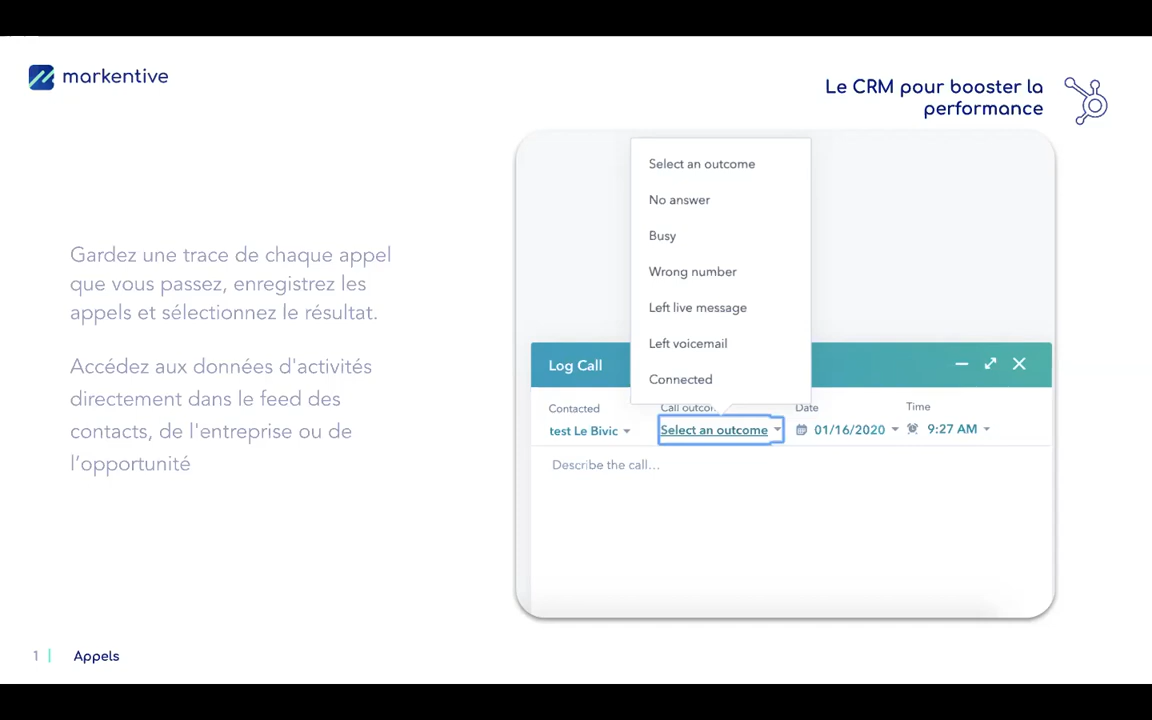 markentive
Le CRM pour booster la
performance
Gardez une trace de chaque appel
que vous passez, enregistrez les
appels et sélectionnez le résultat.
Accédez aux données d'activités
directement dans le feed des
contacts, de l'entreprise ou de
l’opportunité
Select an outcome
No answer
Busy
Wrong number
Left live message
Left voicemail
Connected
Log Call
Contacted
Call outcom
Date
Time
test Le Bivic
Select an outcome
01/16/2020
9:27 AM
Describe the call...
1
Appels